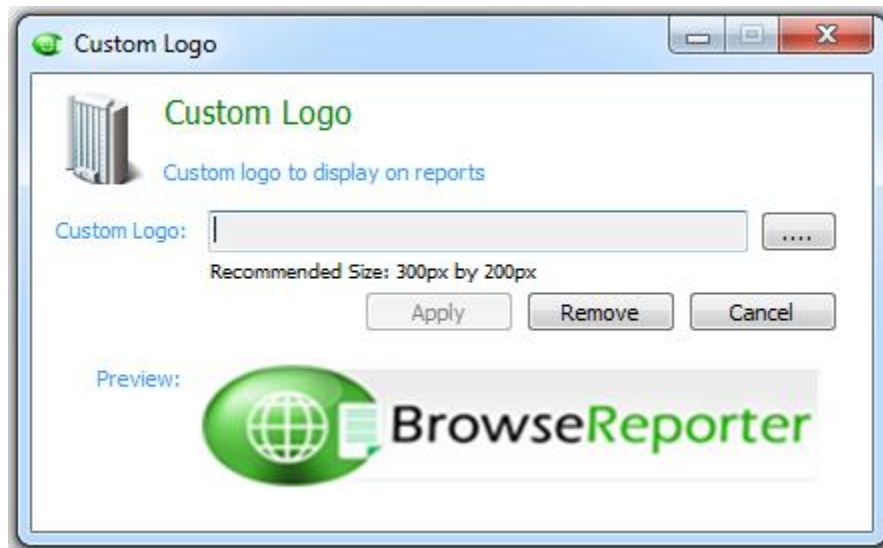 Custom Logo
Custom Logo
Custom logo to display on reports
Custom Logo: ....
Recommended Size: 300px by 200px
Apply Remove Cancel
Preview:
BrowseReporter